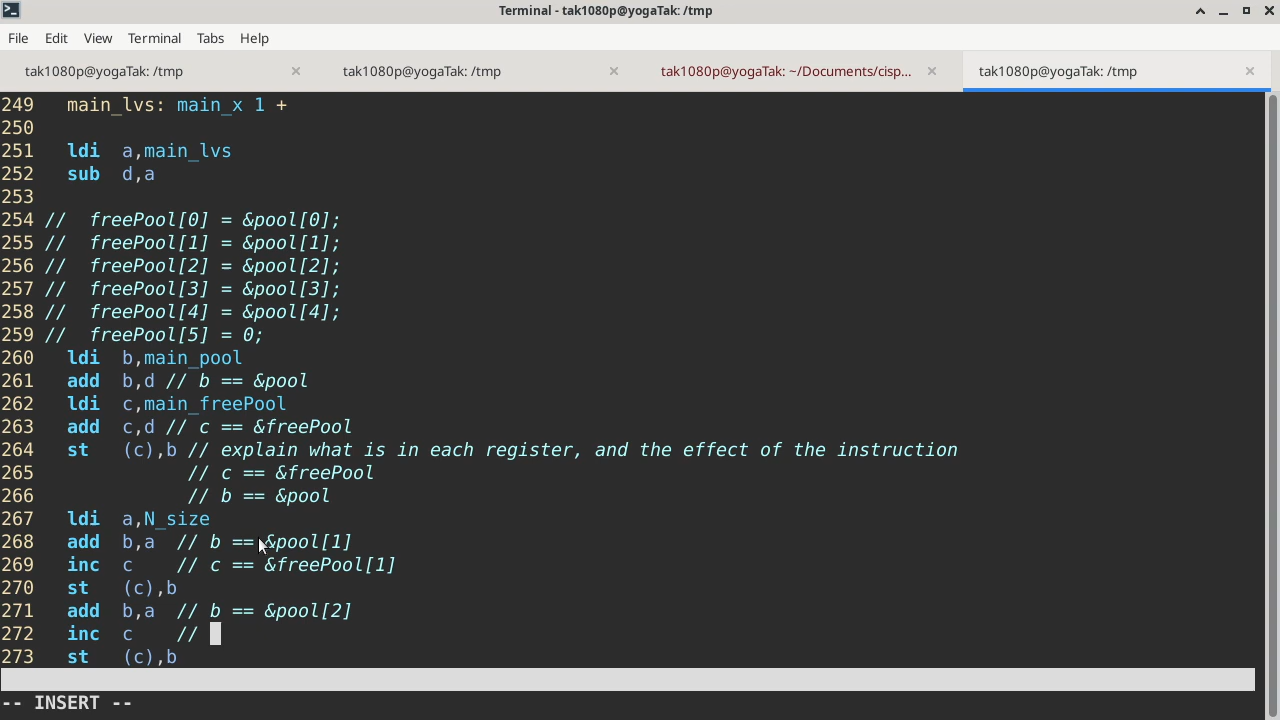 Terminal - tak1080p@yogaTak: /tmp
File Edit View Terminal Tabs Help
tak1080p@yogaTak: /tmp × tak1080p@yogaTak: /tmp × tak1080p@yogaTak: ~/Documents/cisp... × tak1080p@yogaTak: /tmp ×
249   main_lvs: main_x 1 +
250
251   ldi  a,main_lvs
252   sub  d,a
253
254 //  freePool[0] = &pool[0];
255 //  freePool[1] = &pool[1];
256 //  freePool[2] = &pool[2];
257 //  freePool[3] = &pool[3];
258 //  freePool[4] = &pool[4];
259 //  freePool[5] = 0;
260   ldi  b,main_pool
261   add  b,d // b == &pool
262   ldi  c,main_freePool
263   add  c,d // c == &freePool
264   st   (c),b // explain what is in each register, and the effect of the instruction
265              // c == &freePool
266              // b == &pool
267   ldi  a,N_size
268   add  b,a  // b == &pool[1]
269   inc  c    // c == &freePool[1]
270   st   (c),b
271   add  b,a  // b == &pool[2]
272   inc  c    //
273   st   (c),b
-- INSERT --